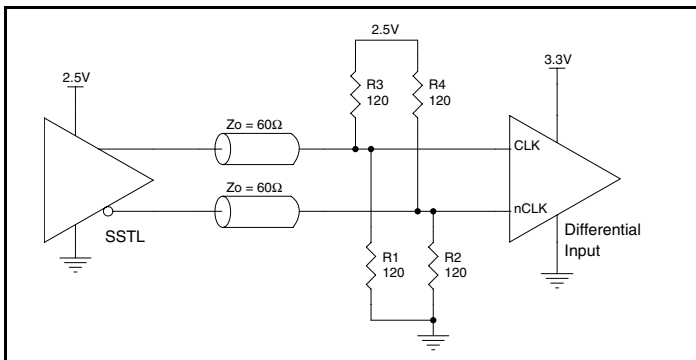 2.5V
2.5V
3.3V
R3
120
R4
120
Zo = 60Ω
CLK
Zo = 60Ω
nCLK
SSTL
Differential
Input
R1
120
R2
120